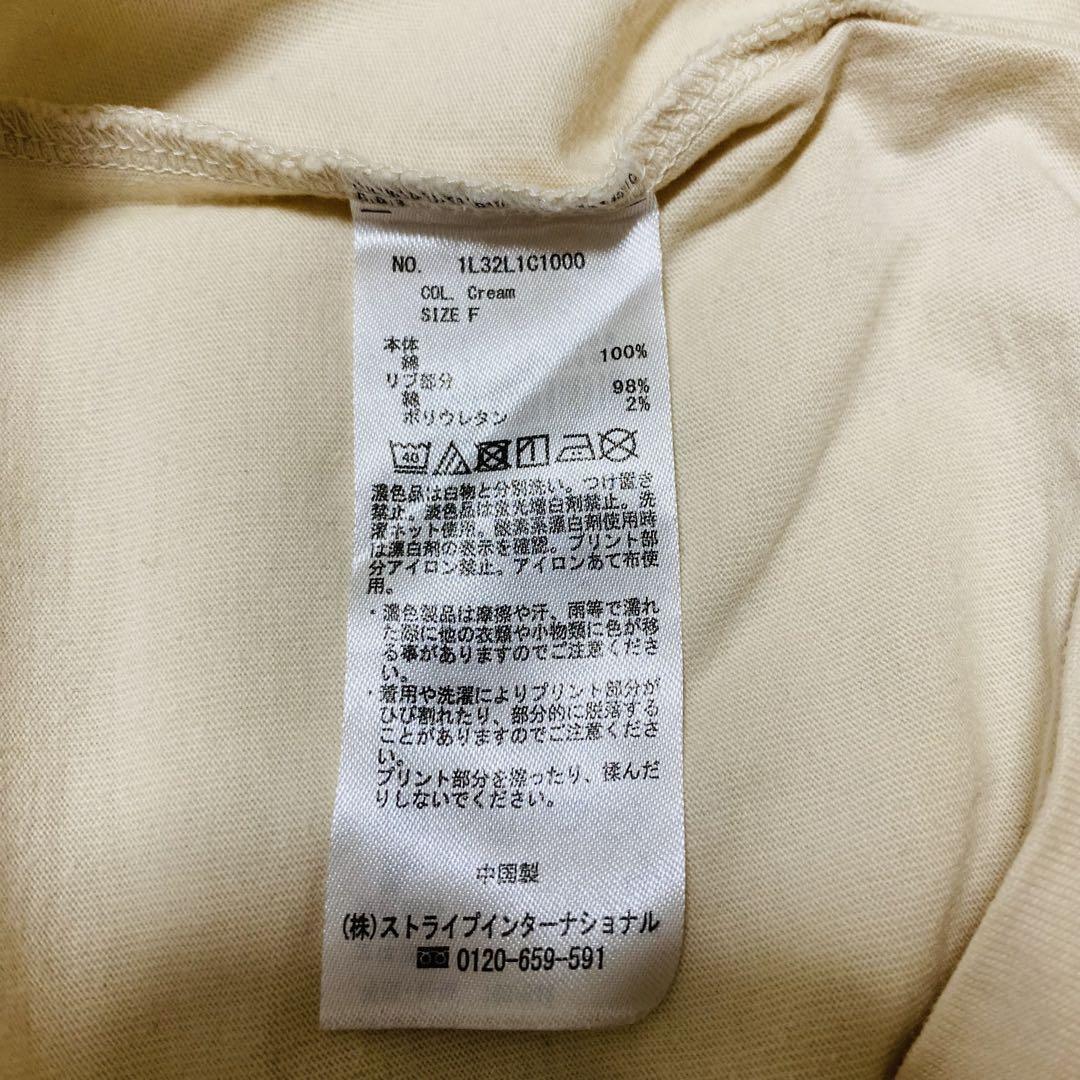 NO. 1L32L1C1000
COL. Cream
SIZE F
本体
綿 100%
リブ部分
綿 98%
ポリウレタン 2%
40
濃色品は白物と分別洗い。つけ置き
禁止。淡色品は蛍光増白剤禁止。洗
濯ネット使用。酸素系漂白剤使用時
は漂白剤の表示を確認。プリント部
分アイロン禁止。アイロンあて布使
用。
・濃色製品は摩擦や汗、雨等で濡れ
た際に他の衣類や小物類に色が移
る事がありますのでご注意くださ
い。
・着用や洗濯によりプリント部分が
ひび割れたり、部分的に脱落する
ことがありますのでご注意くださ
い。
プリント部分を擦ったり、揉んだ
りしないでください。
中国製
(株)ストライプインターナショナル
0120-659-591